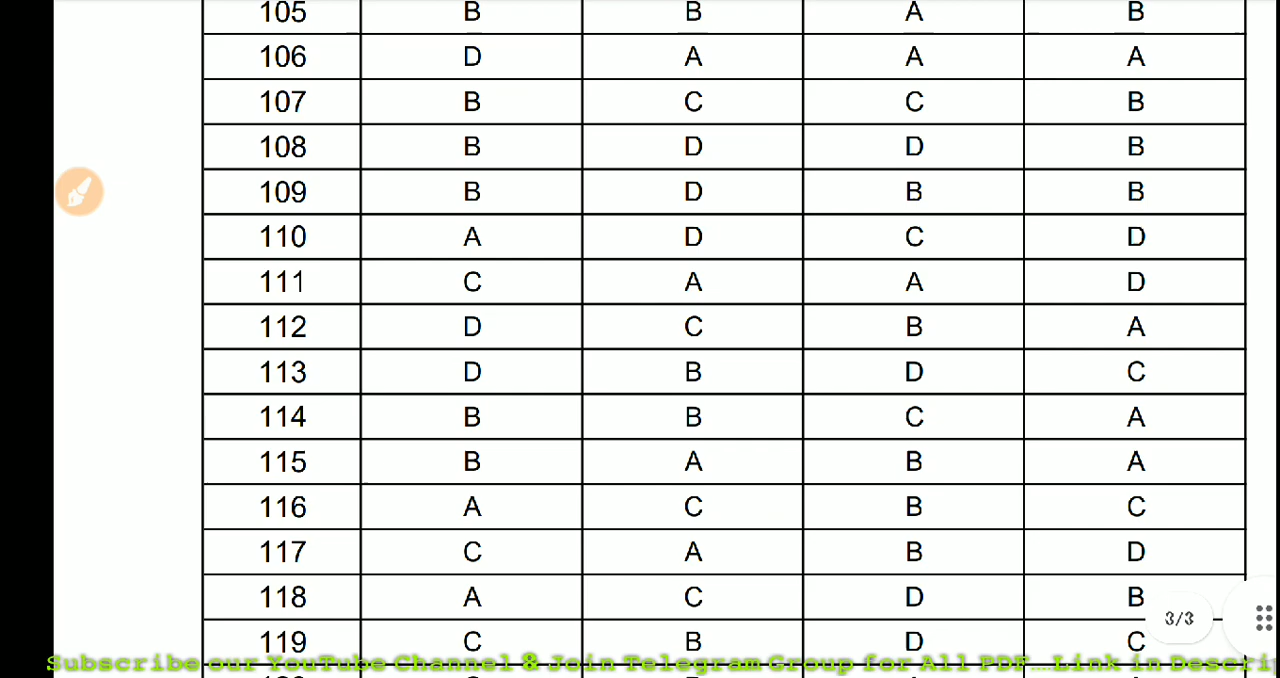 105 B B A B
106 D A A A
107 B C C B
108 B D D B
109 B D B B
110 A D C D
111 C A A D
112 D C B A
113 D B D C
114 B B C A
115 B A B A
116 A C B C
117 C A B D
118 A C D B
3/3
119 C B D C
Subscribe our YouTube Channel & Join Telegram Group for All PDF....Link in Descri